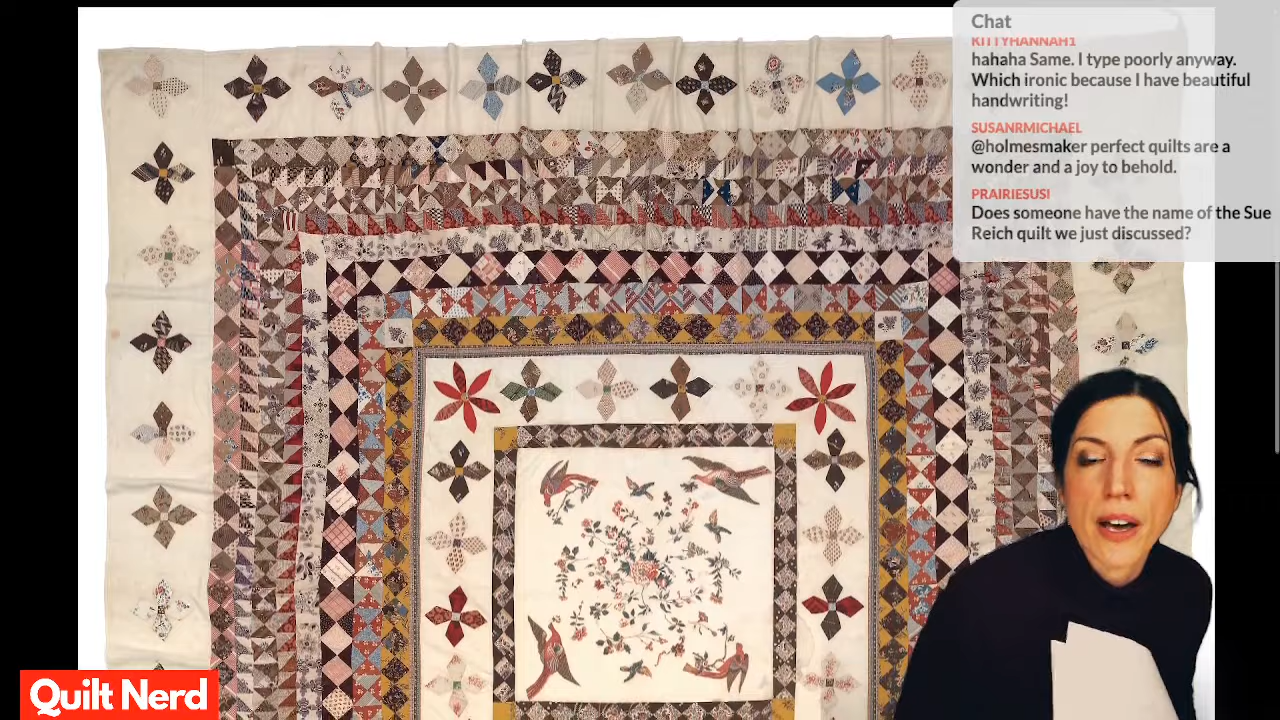 Chat
KITTYHANNAH1
hahaha Same. I type poorly anyway.
Which ironic because I have beautiful
handwriting!
SUSANRMICHAEL
@holmesmaker perfect quilts are a
wonder and a joy to behold.
PRAIRIESUSI
Does someone have the name of the Sue
Reich quilt we just discussed?
Quilt Nerd